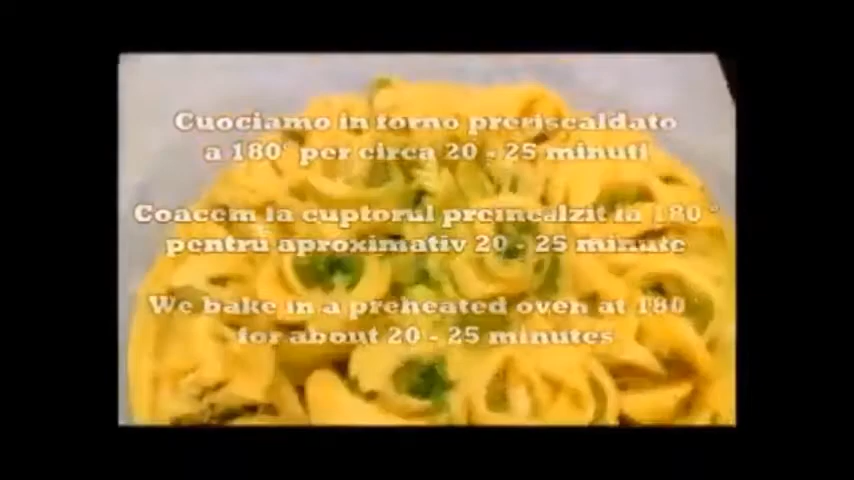 Cuociamo in forno preriscaldato
a 180° per circa 20 - 25 minuti
Coacem la cuptorul preincalzit la 180 °
pentru aproximativ 20 - 25 minute
We bake in a preheated oven at 180
for about 20 - 25 minutes